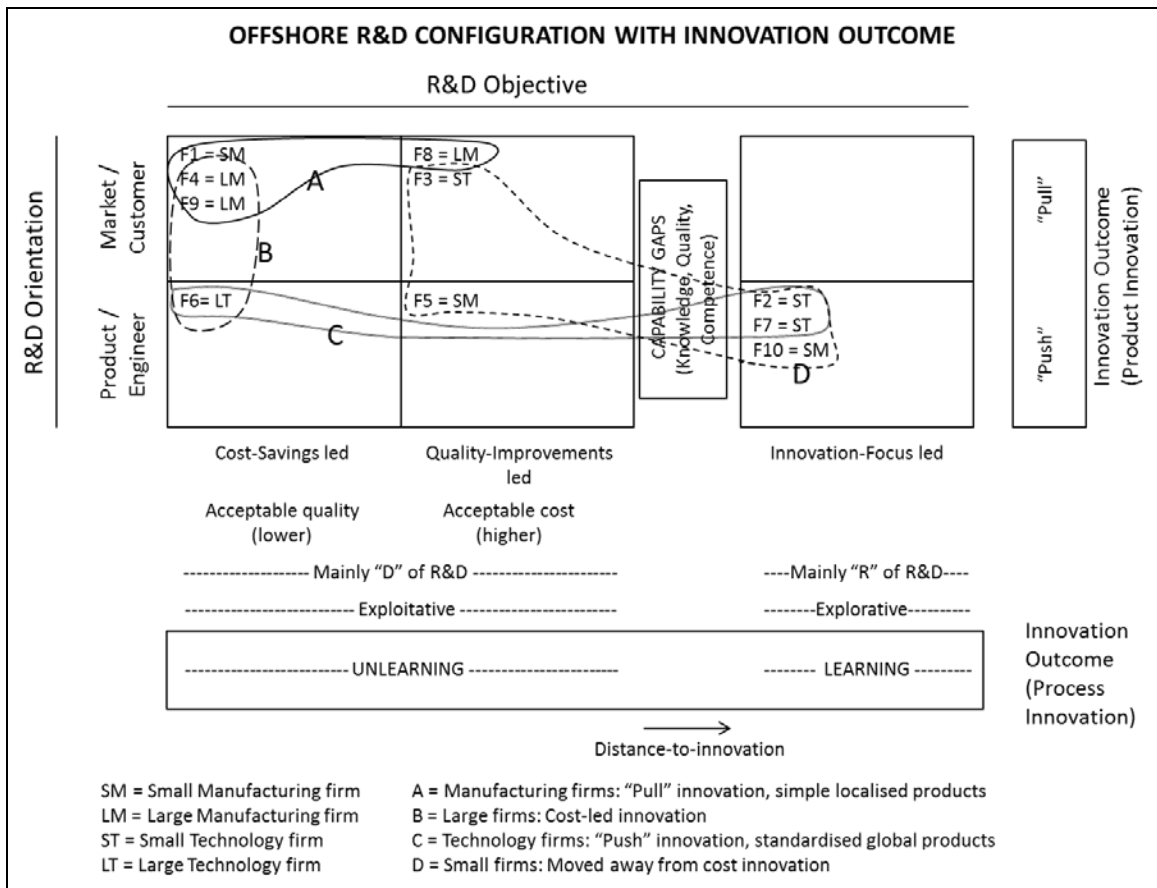 OFFSHORE R&D CONFIGURATION WITH INNOVATION OUTCOME
R&D Objective
R&D Orientation
Market /
Customer
Product /
Engineer
F1 = SM
F4 = LM
F9 = LM
A
B
F8 = LM
F3 = ST
F6= LT
C
F5 = SM
CAPABILITY GAPS
(Knowledge, Quality,
Competence)
F2 = ST
F7 = ST
F10 = SM
D
"Pull"
"Push"
Innovation Outcome
(Product Innovation)
Cost-Savings led
Quality-Improvements
led
Innovation-Focus led
Acceptable quality
(lower)
Acceptable cost
(higher)
-------------------- Mainly "D" of R&D -----------------------
----Mainly "R" of R&D----
--------------------------- Exploitative -----------------------
--------Explorative----------
--------------------------- UNLEARNING -----------------------
-------- LEARNING ----------
Innovation
Outcome
(Process
Innovation)
Distance-to-innovation
SM = Small Manufacturing firm
LM = Large Manufacturing firm
ST = Small Technology firm
LT = Large Technology firm
A = Manufacturing firms: "Pull" innovation, simple localised products
B = Large firms: Cost-led innovation
C = Technology firms: "Push" innovation, standardised global products
D = Small firms: Moved away from cost innovation